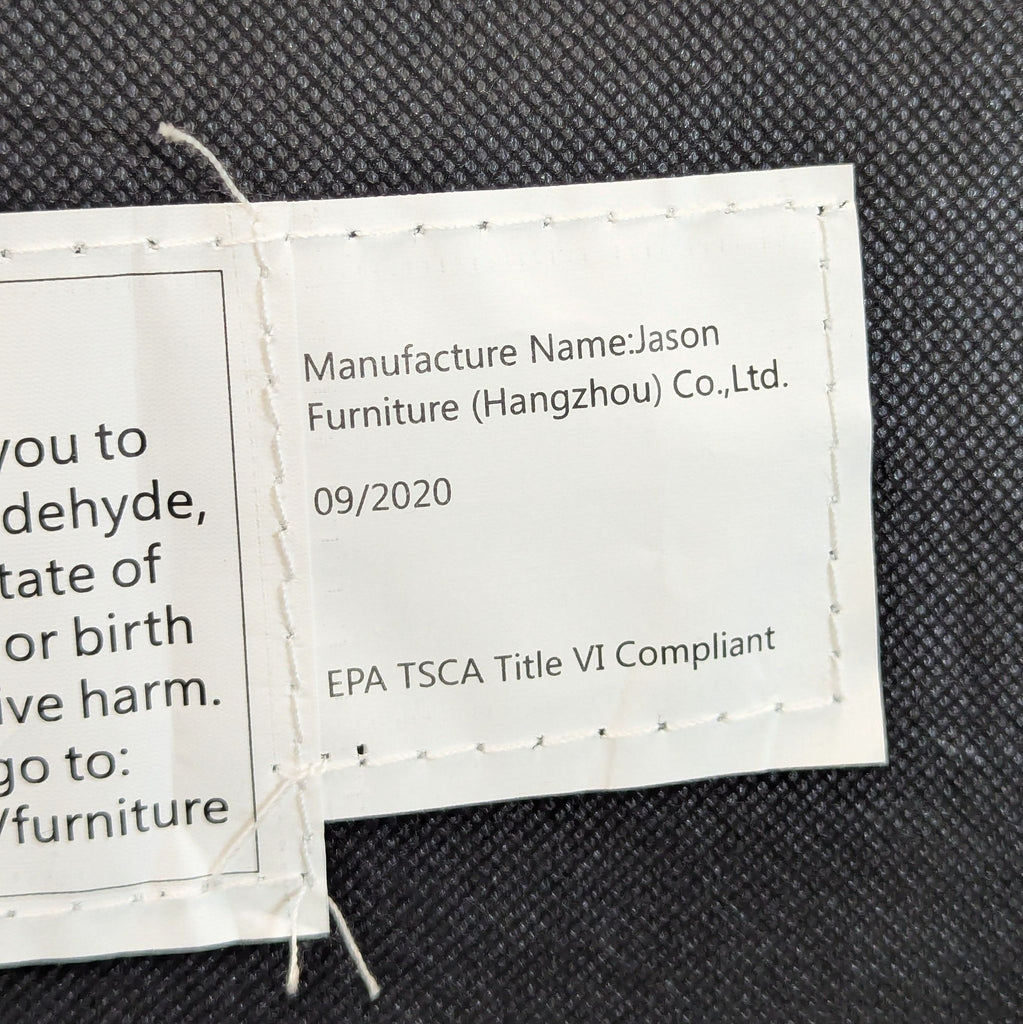 you to
dehyde,
tate of
or birth
ive harm.
go to:
/furniture
Manufacture Name:Jason
Furniture (Hangzhou) Co.,Ltd.
09/2020
EPA TSCA Title VI Compliant